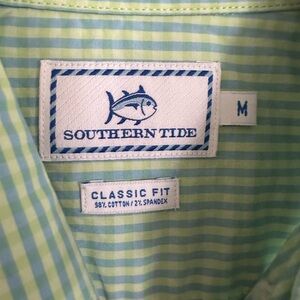 SOUTHERN TIDE
M
CLASSIC FIT
98% COTTON / 2% SPANDEX